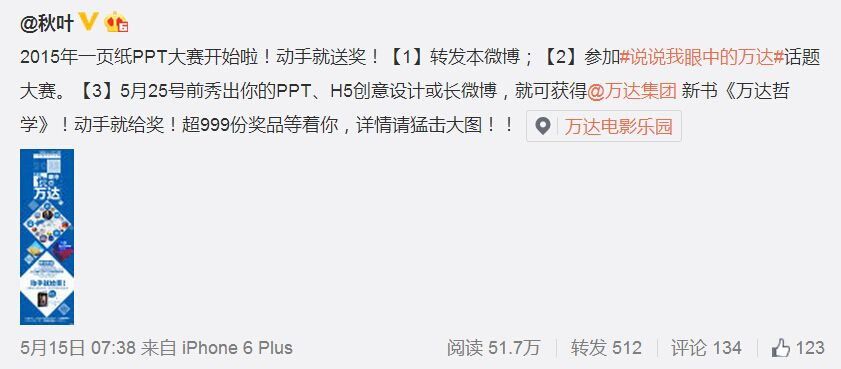 @秋叶
2015年一页纸PPT大赛开始啦！动手就送奖！【1】转发本微博；【2】参加#说说我眼中的万达#话题
大赛。【3】5月25号前秀出你的PPT、H5创意设计或长微博，就可获得@万达集团 新书《万达哲
学》！动手就给奖！超999份奖品等着你，详情请猛击大图！！ 万达电影乐园
万达
动手就给奖！
5月15日 07:38 来自 iPhone 6 Plus
阅读 51.7万 转发 512 评论 134 123